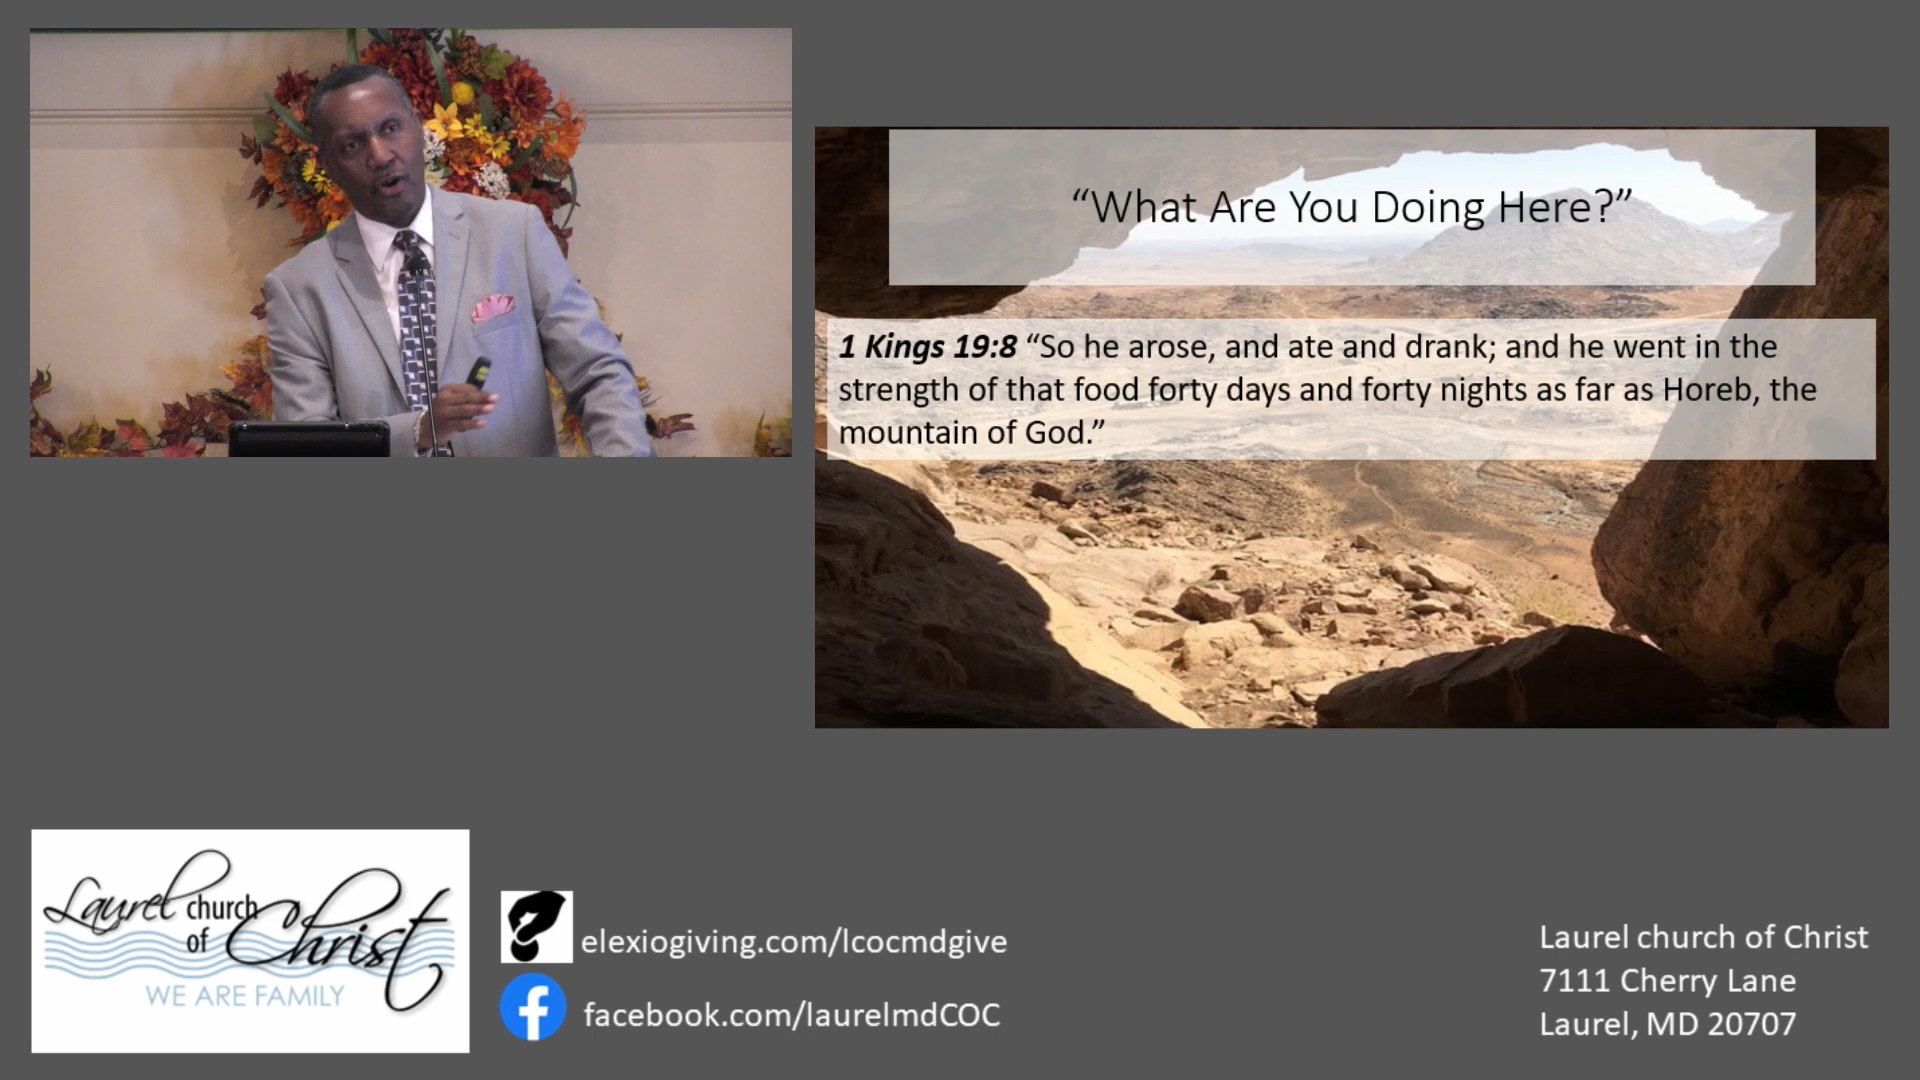 “What Are You Doing Here?”
1 Kings 19:8 “So he arose, and ate and drank; and he went in the
strength of that food forty days and forty nights as far as Horeb, the
mountain of God.”
Laurel church
of Christ
WE ARE FAMILY
elexiogiving.com/lcocmdgive
facebook.com/laurelmdCOC
Laurel church of Christ
7111 Cherry Lane
Laurel, MD 20707